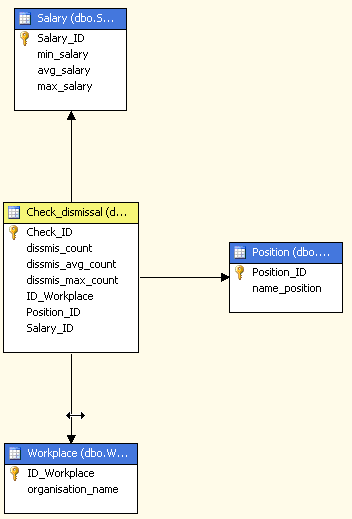 Salary (dbo.S...
Salary_ID
min_salary
avg_salary
max_salary
Check_dismissal (d...
Check_ID
dissmis_count
dissmis_avg_count
dissmis_max_count
ID_Workplace
Position_ID
Salary_ID
Position (dbo....
Position_ID
name_position
Workplace (dbo.W...
ID_Workplace
organisation_name